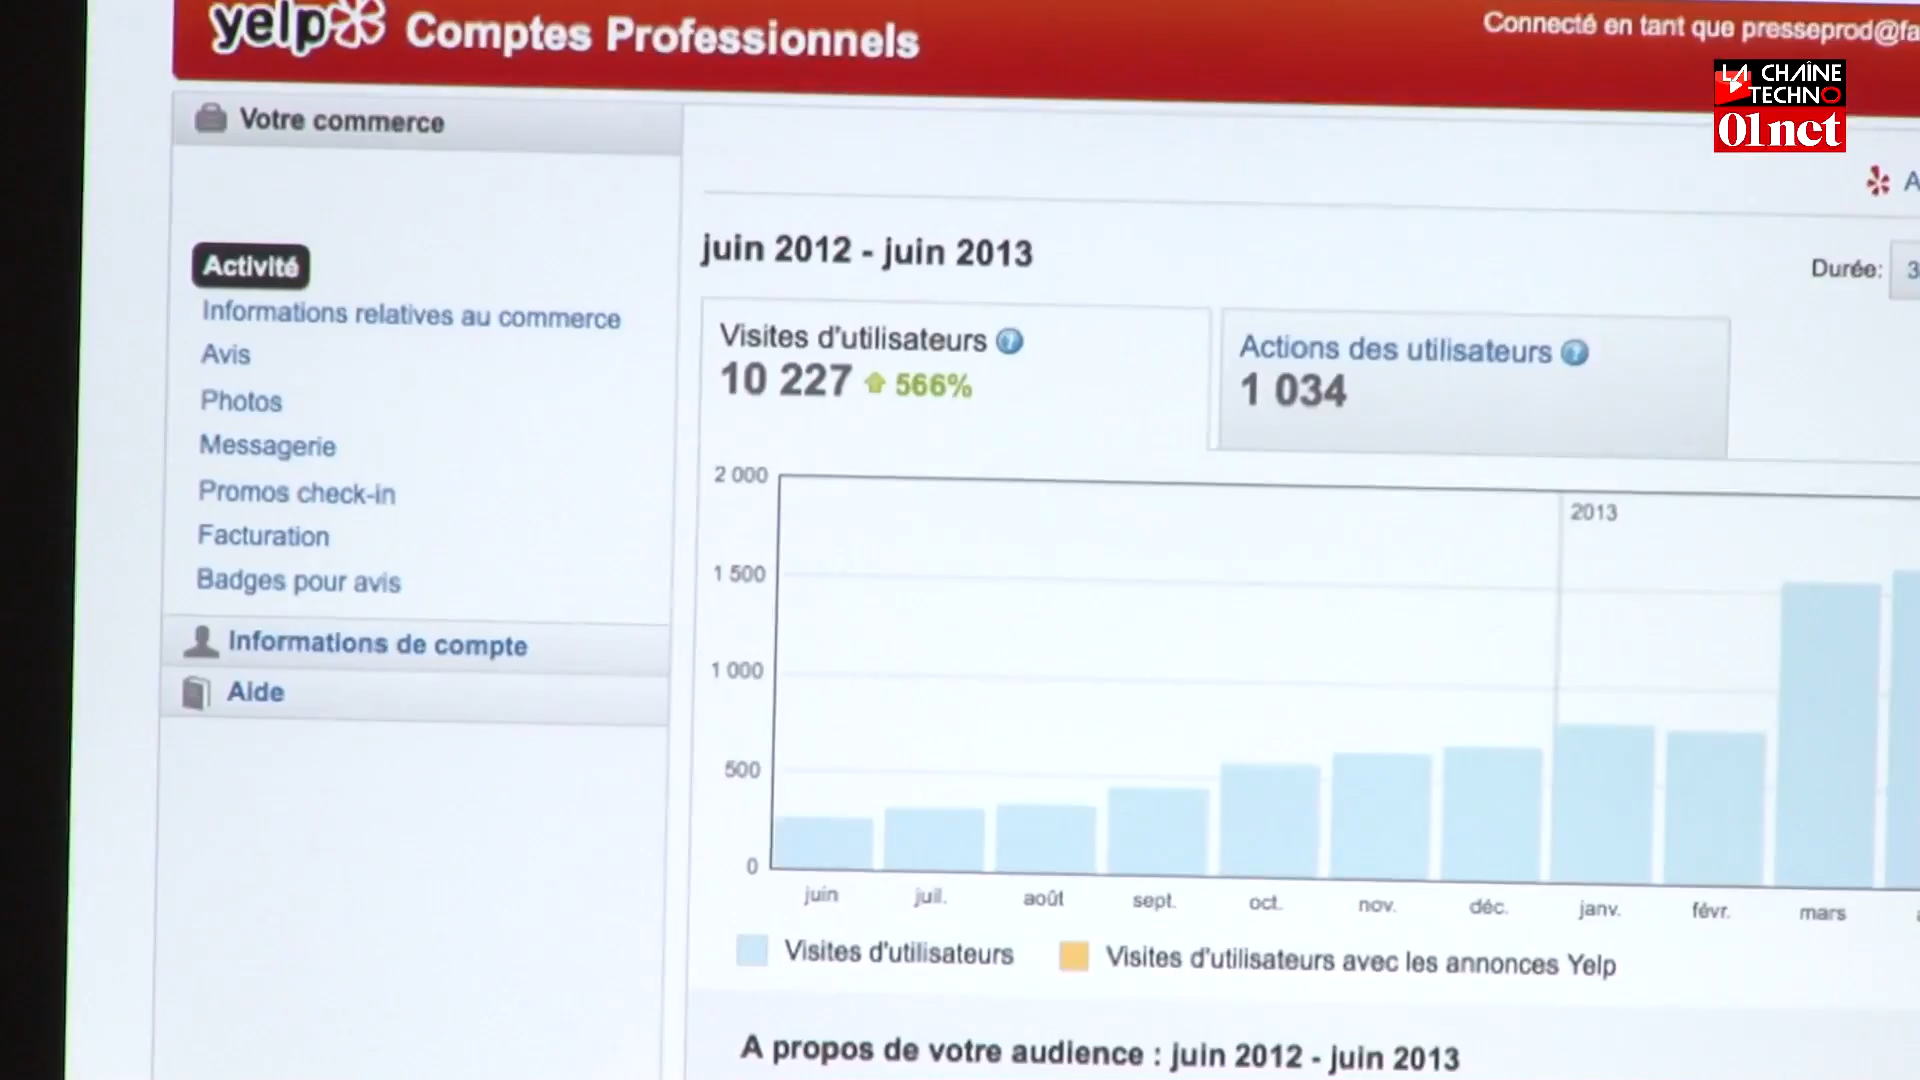 yelp Comptes Professionnels
Connecté en tant que presseprod@fa
LA CHAÎNE
TECHNO
01net
Votre commerce
Activité
Informations relatives au commerce
Avis
Photos
Messagerie
Promos check-in
Facturation
Badges pour avis
Informations de compte
Aide
juin 2012 - juin 2013
Durée: 3
Visites d'utilisateurs ?
10 227 566%
Actions des utilisateurs ?
1 034
2 000
1 500
1 000
500
0
2013
juin juil. août sept. oct. nov. déc. janv. févr. mars
Visites d'utilisateurs Visites d'utilisateurs avec les annonces Yelp
A propos de votre audience : juin 2012 - juin 2013